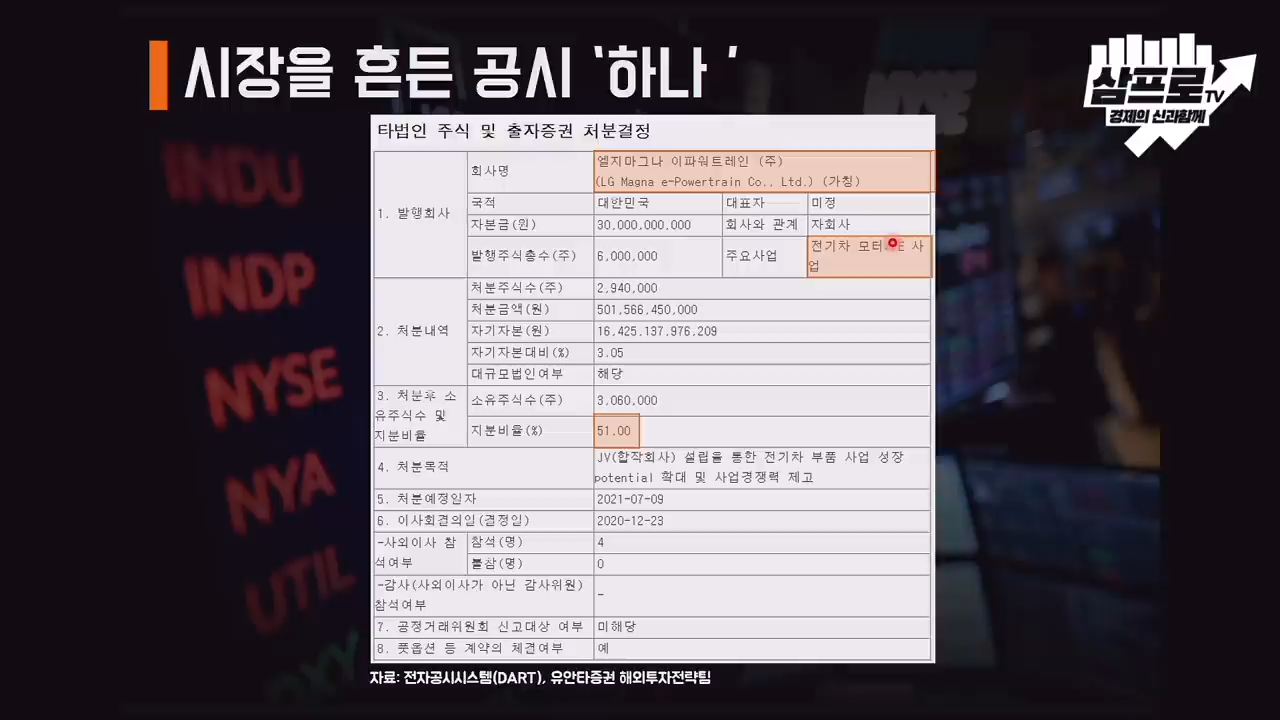 시장을 흔든 공시 ‘하나 ’
삼프로TV
경제의 신과함께
타법인 주식 및 출자증권 처분결정
1. 발행회사
회사명
엘지마그나 이파워트레인 (주)
(LG Magna e-Powertrain Co., Ltd.) (가칭)
국적
대한민국
대표자
미정
자본금(원)
30,000,000,000
회사와 관계
자회사
발행주식총수(주)
6,000,000
주요사업
전기차 모터 사
업
2. 처분내역
처분주식수(주)
2,940,000
처분금액(원)
501,566,450,000
자기자본(원)
16,425,137,976,209
자기자본대비(%)
3.05
대규모법인여부
해당
3. 처분후 소
유주식수 및
지분비율
소유주식수(주)
3,060,000
지분비율(%)
51.00
4. 처분목적
JV(합작회사) 설립을 통한 전기차 부품 사업 성장
potential 확대 및 사업경쟁력 제고
5. 처분예정일자
2021-07-09
6. 이사회결의일(결정일)
2020-12-23
-사외이사 참
석여부
참석(명)
4
불참(명)
0
-감사(사외이사가 아닌 감사위원)
참석여부
-
7. 공정거래위원회 신고대상 여부
미해당
8. 풋옵션 등 계약의 체결여부
예
자료: 전자공시시스템(DART), 유안타증권 해외투자전략팀
INDU
INDP
NYSE
NYA
UTIL
DXY
NYSE